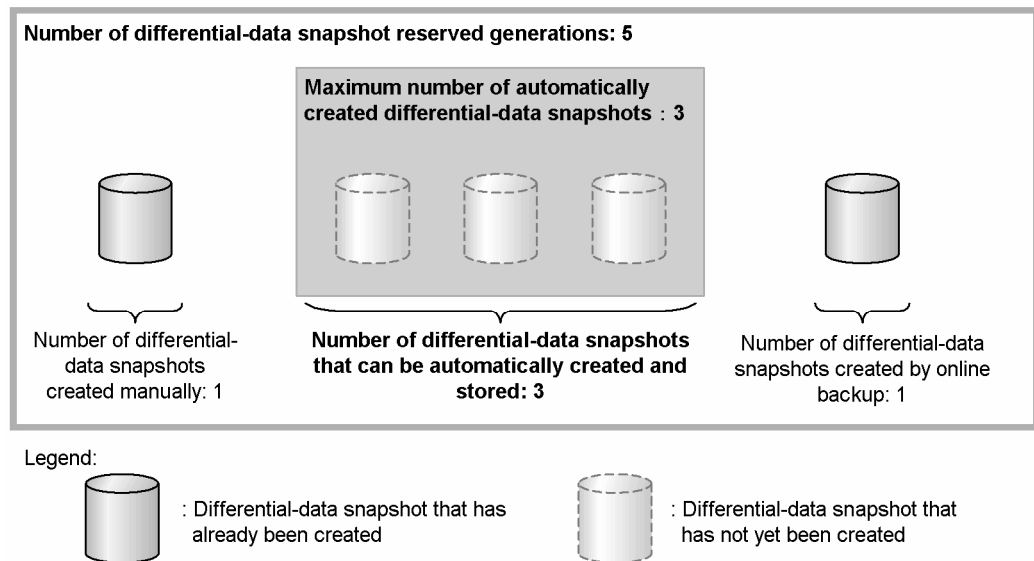 Number of differential-data snapshot reserved generations: 5
Maximum number of automatically
created differential-data snapshots : 3
Number of differential-
data snapshots
created manually: 1
Number of differential-data snapshots
that can be automatically created and
stored: 3
Number of differential-data
snapshots created by online
backup: 1
Legend:
: Differential-data snapshot that has
already been created
: Differential-data snapshot that
has not yet been created